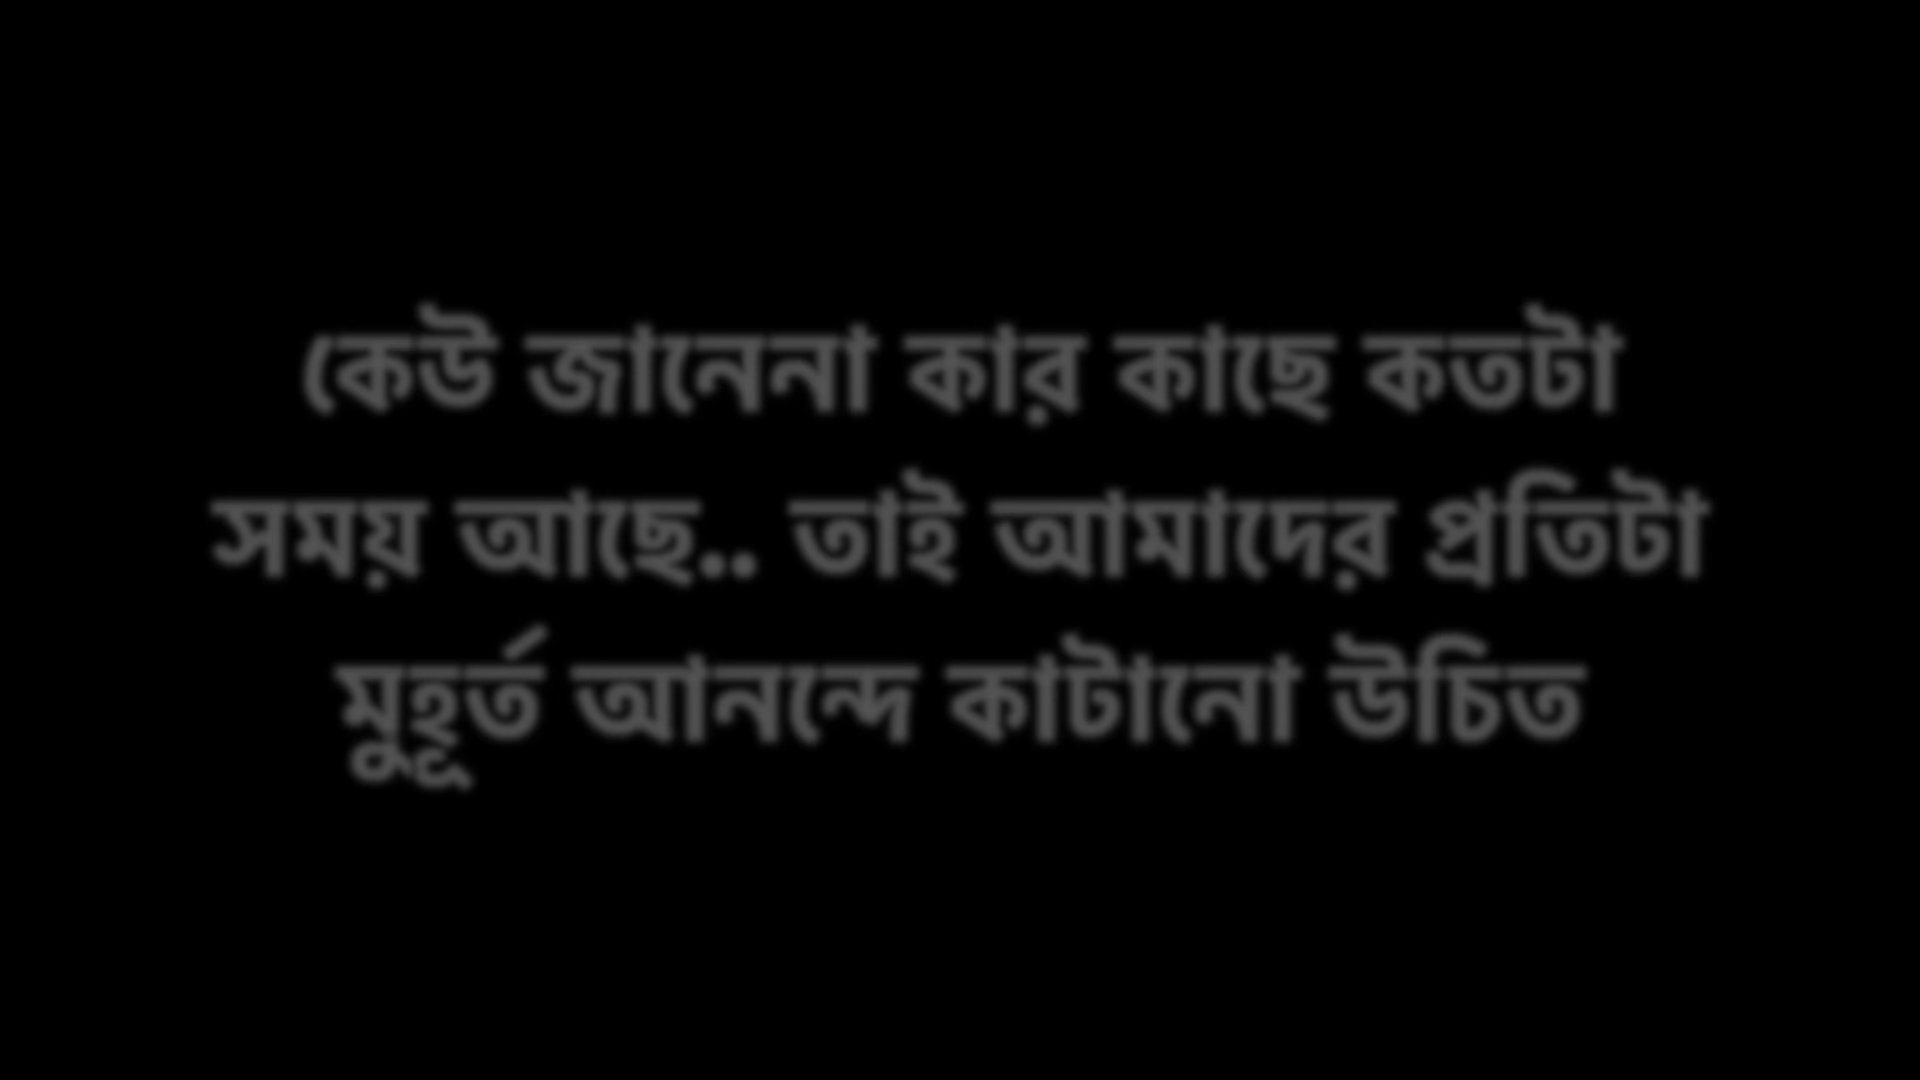 কেউ জানেনা কার কাছে কতটা
সময় আছে.. তাই আমাদের প্রতিটা
মুহূর্ত আনন্দে কাটানো উচিত